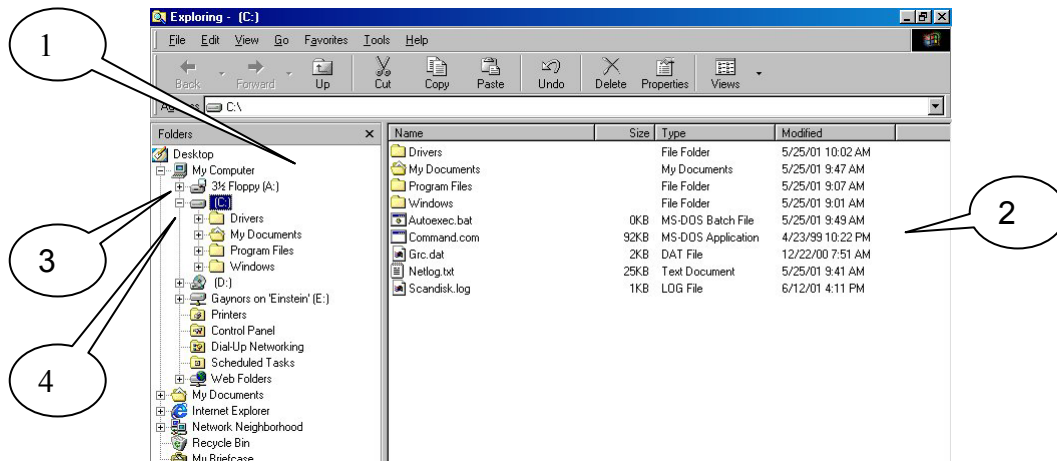 Exploring - (C:)
File Edit View Go Favorites Tools Help
Back Forward Up Cut Copy Paste Undo Delete Properties Views
C:\
Folders
Name Size Type Modified
Desktop
My Computer
3½ Floppy (A:)
(C:)
Drivers
My Documents
Program Files
Windows
(D:)
Gaynors on 'Einstein' (E:)
Printers
Control Panel
Dial-Up Networking
Scheduled Tasks
Web Folders
My Documents
Internet Explorer
Network Neighborhood
Recycle Bin
My Briefcase
Drivers File Folder 5/25/01 10:02 AM
My Documents My Documents 5/25/01 9:47 AM
Program Files File Folder 5/25/01 9:07 AM
Windows File Folder 5/25/01 9:01 AM
Autoexec.bat 0KB MS-DOS Batch File 5/25/01 9:49 AM
Command.com 92KB MS-DOS Application 4/23/99 10:22 PM
Grc.dat 2KB DAT File 12/22/00 7:51 AM
Netlog.txt 25KB Text Document 5/25/01 9:41 AM
Scandisk.log 1KB LOG File 6/12/01 4:11 PM
1
2
3
4